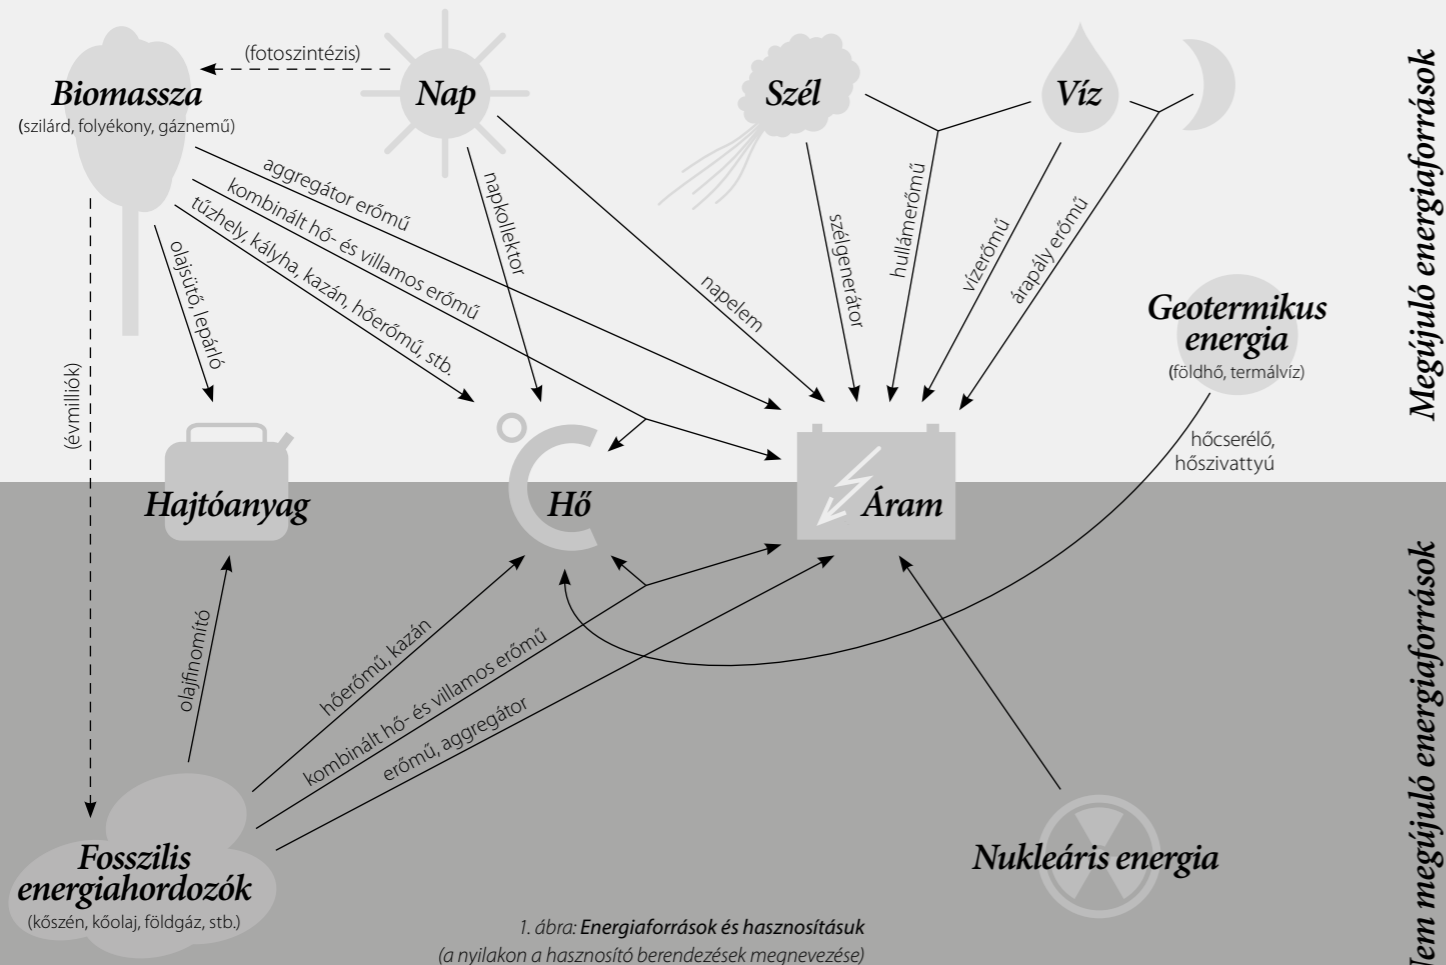 (fotoszintézis)
Biomassza
(szilárd, folyékony, gáznemű)
Nap
Szél
Víz
aggregátor erőmű
kombinált hő- és villamos erőmű
tűzhely, kályha, kazán, hőerőmű, stb.
olajsütő, lepárló
napkollektor
napelem
szélgenerátor
hullámerőmű
vízerőmű
árapály erőmű
Geotermikus
energia
(földhő, termálvíz)
hőcserélő,
hőszivattyú
Megújuló energiaforrások
(évmilliók)
Hajtóanyag
Hő
Áram
olajfinomító
hőerőmű, kazán
kombinált hő- és villamos erőmű
erőmű, aggregátor
Fosszilis
energiahordozók
(kőszén, kőolaj, földgáz, stb.)
Nukleáris energia
Nem megújuló energiaforrások
1. ábra: Energiaforrások és hasznosításuk
(a nyilakon a hasznosító berendezések megnevezése)